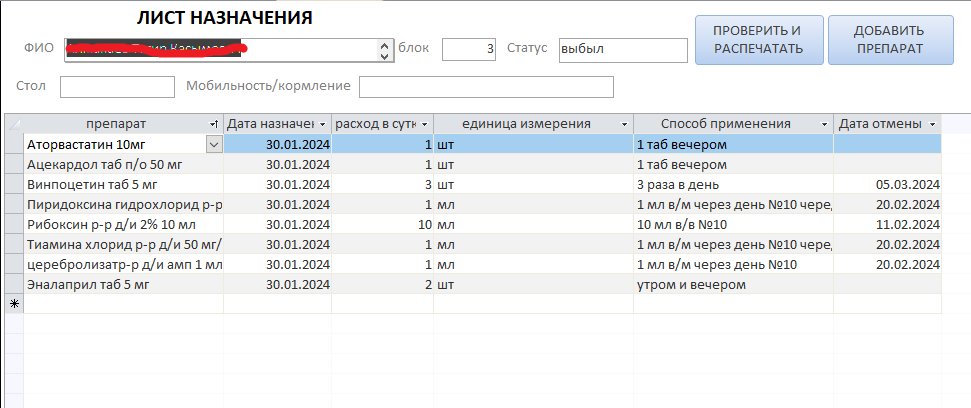 ЛИСТ НАЗНАЧЕНИЯ
ФИО блок 3 Статус выбыл
ПРОВЕРИТЬ И РАСПЕЧАТАТЬ
ДОБАВИТЬ ПРЕПАРАТ
Стол Мобильность/кормление
препарат Дата назначен расход в сутк единица измерения Способ применения Дата отмены
Аторвастатин 10мг 30.01.2024 1 шт 1 таб вечером
Ацекардол таб п/о 50 мг 30.01.2024 1 шт 1 таб вечером
Винпоцетин таб 5 мг 30.01.2024 3 шт 3 раза в день 05.03.2024
Пиридоксина гидрохлорид р-р 30.01.2024 1 мл 1 мл в/м через день №10 чере 20.02.2024
Рибоксин р-р д/и 2% 10 мл 30.01.2024 10 мл 10 мл в/в №10 11.02.2024
Тиамина хлорид р-р д/и 50 мг/ 30.01.2024 1 мл 1 мл в/м через день №10 чере 20.02.2024
церебролизатр-р д/и амп 1 мл 30.01.2024 1 мл 1 мл в/м через день №10 20.02.2024
Эналаприл таб 5 мг 30.01.2024 2 шт утром и вечером